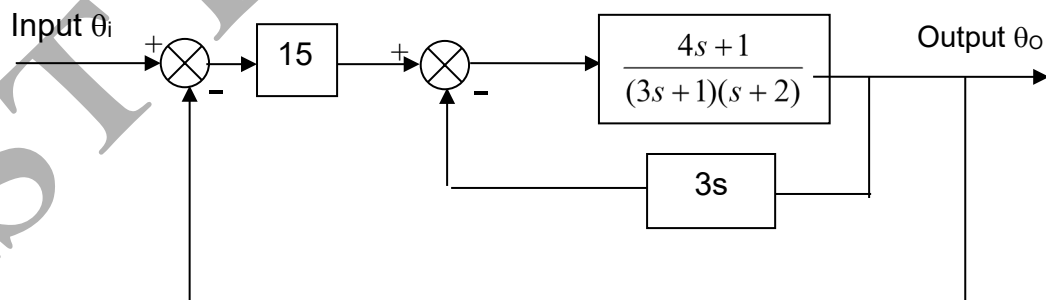 Input θi
+
-
15
+
-
4s+1
(3s+1)(s+2)
Output θO
3s